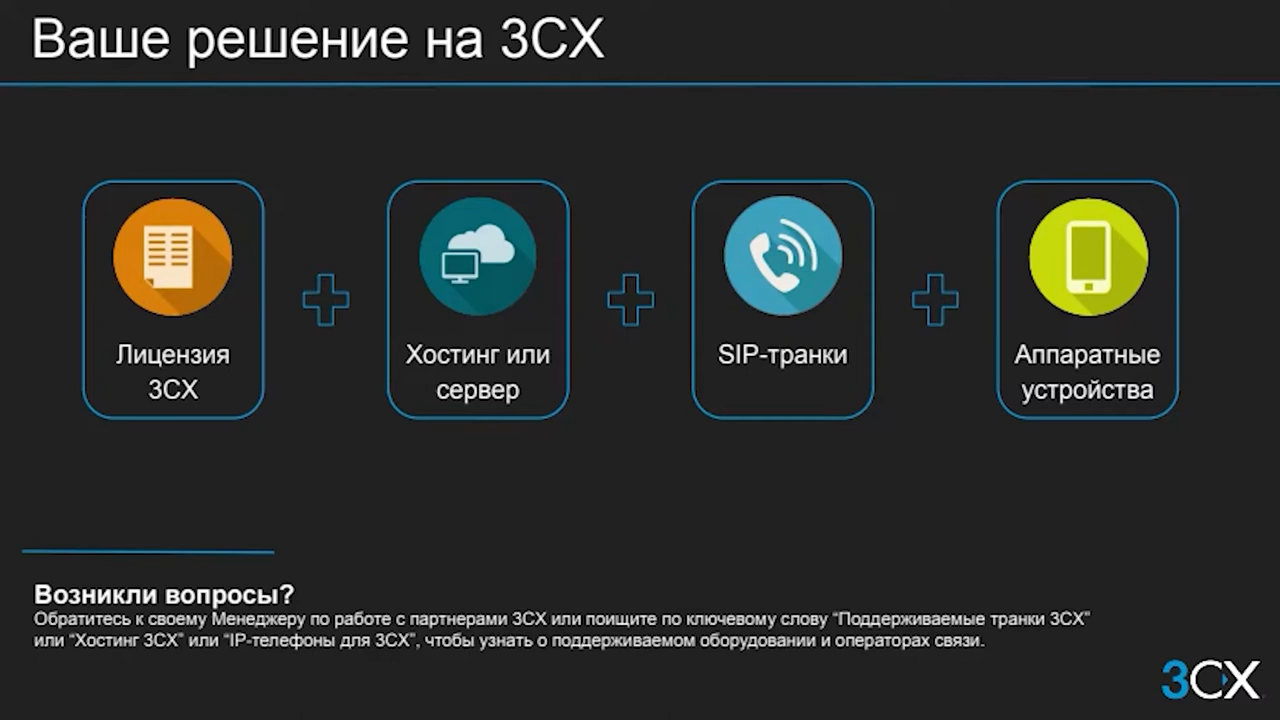 Ваше решение на 3CX
Лицензия
3CX
Хостинг или
сервер
SIP-транки
Аппаратные
устройства
Возникли вопросы?
Обратитесь к своему Менеджеру по работе с партнерами 3CX или поищите по ключевому слову “Поддерживаемые транки 3CX”
или “Хостинг 3CX” или “IP-телефоны для 3CX”, чтобы узнать о поддерживаемом оборудовании и операторах связи.
3CX